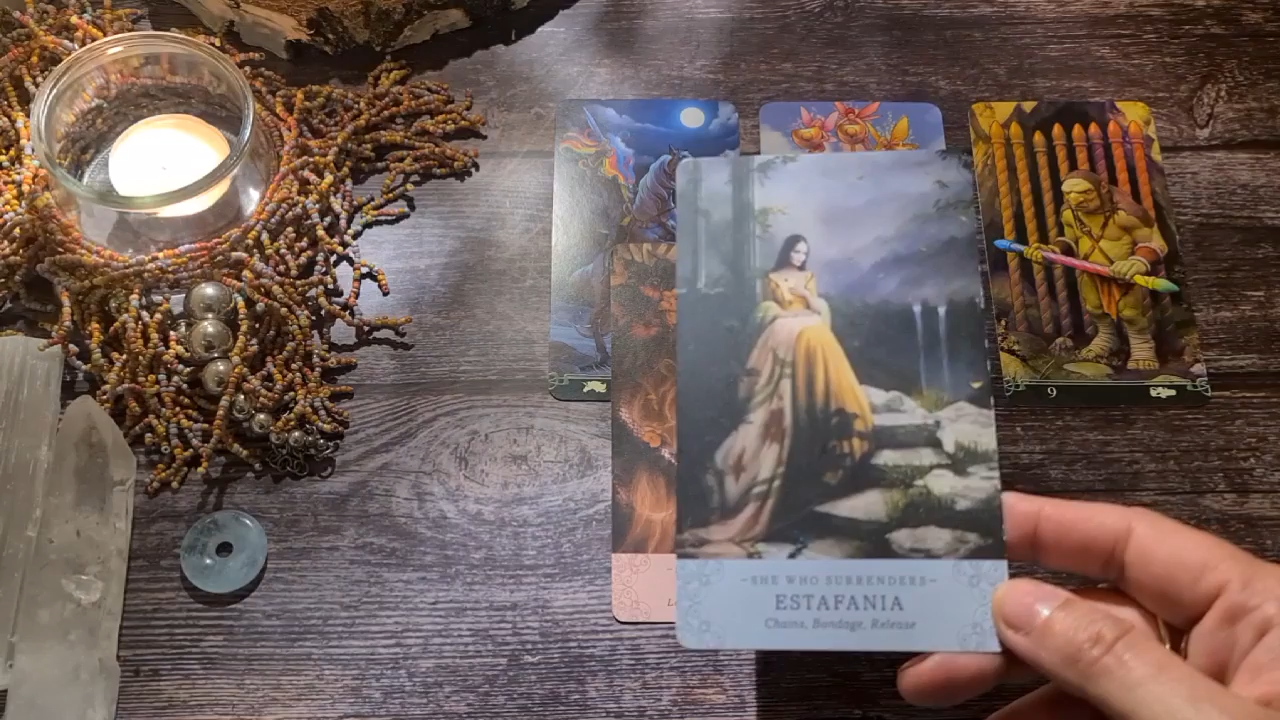 9
-SHE WHO SURRENDERS-
ESTAFANIA
Chains, Bondage, Release